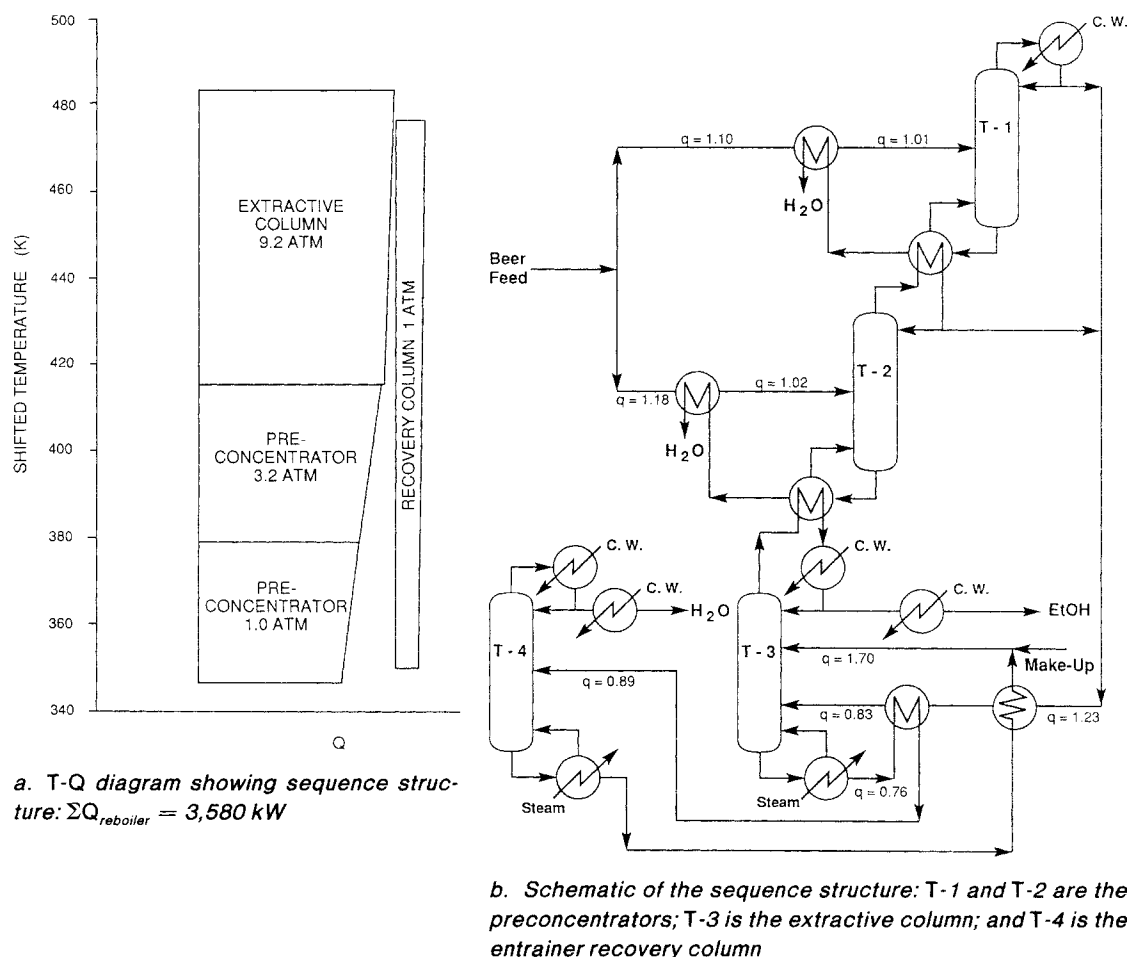 500
480
460
440
420
400
380
360
340
SHIFTED TEMPERATURE (K)
EXTRACTIVE
COLUMN
9.2 ATM
PRE-
CONCENTRATOR
3.2 ATM
PRE-
CONCENTRATOR
1.0 ATM
RECOVERY COLUMN 1 ATM
Q
a. T-Q diagram showing sequence struc-
ture: ΣQreboiler = 3,580 kW
C. W.
T-1
q = 1.10
q = 1.01
H2O
Beer
Feed
T-2
q = 1.02
q = 1.18
H2O
C. W.
C. W.
C. W.
H2O
EtOH
T-4
T-3
q = 1.70
Make-Up
q = 0.89
q = 0.83
q = 1.23
Steam
Steam
q = 0.76
b. Schematic of the sequence structure: T-1 and T-2 are the
preconcentrators; T-3 is the extractive column; and T-4 is the
entrainer recovery column